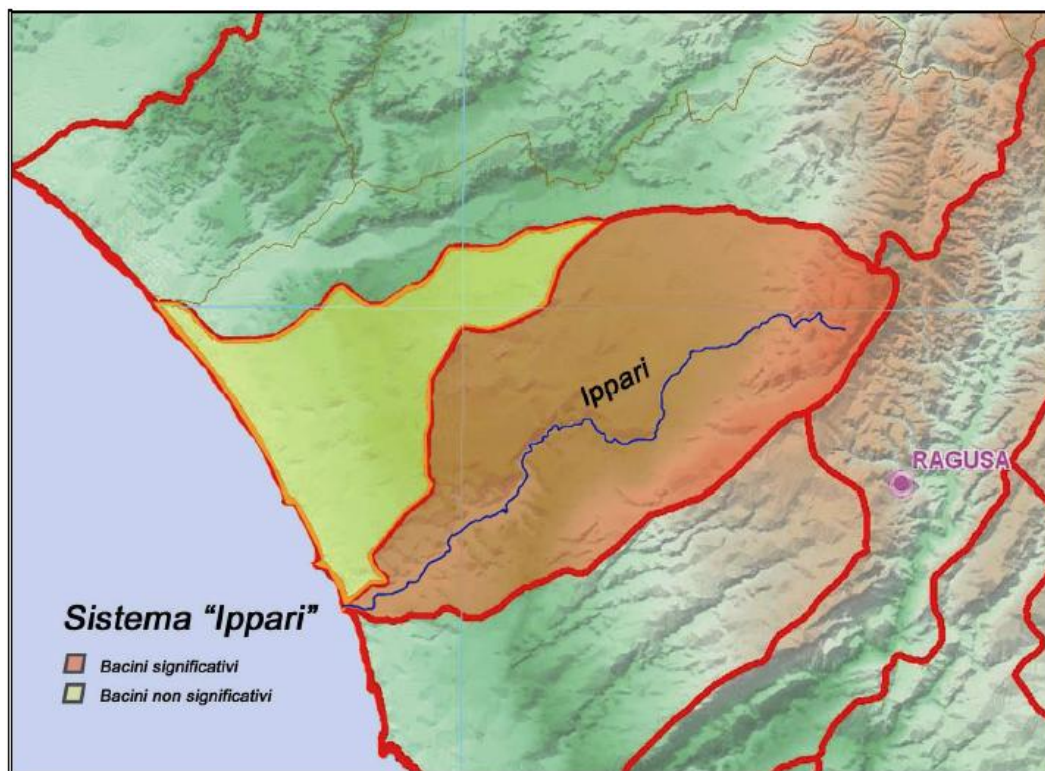 Ippari
RAGUSA
Sistema “Ippari”
Bacini significativi
Bacini non significativi